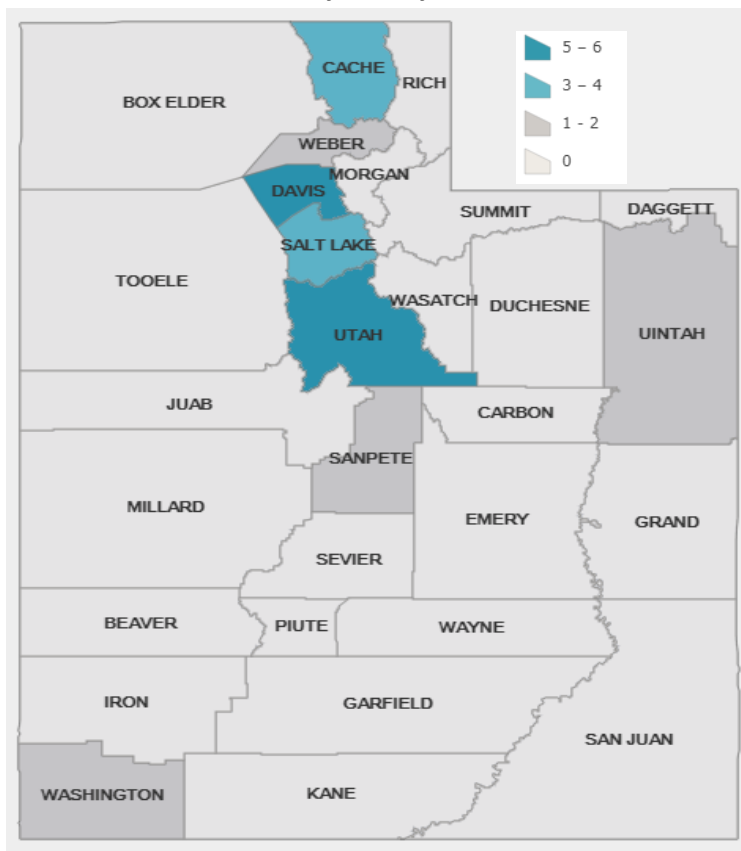 CACHE
RICH
BOX ELDER
WEBER
MORGAN
DAVIS
SUMMIT
DAGGETT
SALT LAKE
TOOELE
WASATCH
DUCHESNE
UINTAH
UTAH
JUAB
CARBON
SANPETE
MILLARD
EMERY
GRAND
SEVIER
BEAVER
PIUTE
WAYNE
IRON
GARFIELD
SAN JUAN
WASHINGTON
KANE
5 – 6
3 – 4
1 - 2
0